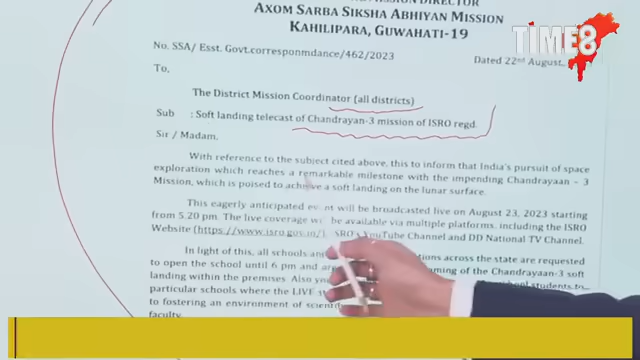 AXOM SARBA SIKSHA ABHIYAN MISSION
KAHILIPARA, GUWAHATI-19
TIME8
No. SSA/ Esst. Govt.corresponmdance/462/2023
Dated 22nd August,
To,
The District Mission Coordinator (all districts)
Sub : Soft landing telecast of Chandrayan-3 mission of ISRO regd.
Sir / Madam,
With reference to the subject cited above, this to inform that India's pursuit of space
exploration which reaches a remarkable milestone with the impending Chandrayaan – 3
Mission, which is poised to achieve a soft landing on the lunar surface.
This eagerly anticipated event will be broadcasted live on August 23, 2023 starting
from 5.20 pm. The live coverage will be available via multiple platforms, including the ISRO
Website (https://www.isro.gov.in/), ISRO's YouTube Channel and DD National TV Channel.
In light of this, all schools and across the state are requested
to open the school until 6 pm and of the Chandrayaan-3 soft
landing within the premises. Also students to
particular schools where the LIVE
to fostering an environment of
faculty.